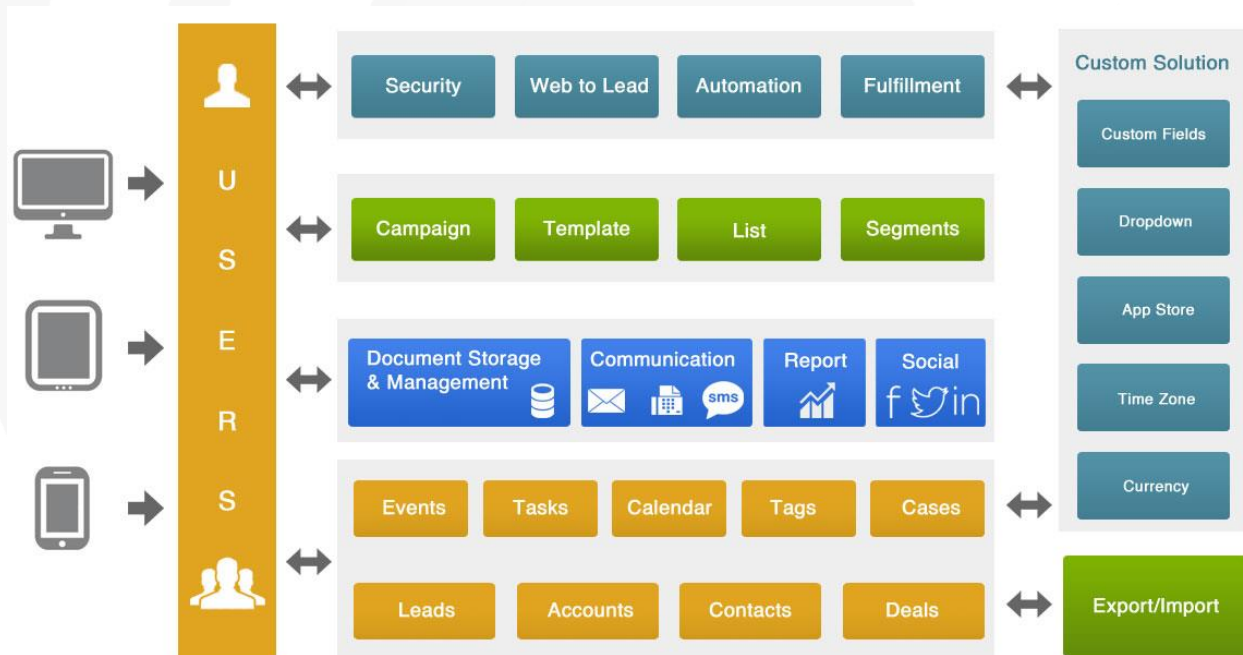 Security
Web to Lead
Automation
Fulfillment
Custom Solution
Custom Fields
Dropdown
App Store
Time Zone
Currency
U
S
E
R
S
Campaign
Template
List
Segments
Document Storage
& Management
Communication
sms
Report
Social
f in
Events
Tasks
Calendar
Tags
Cases
Leads
Accounts
Contacts
Deals
Export/Import